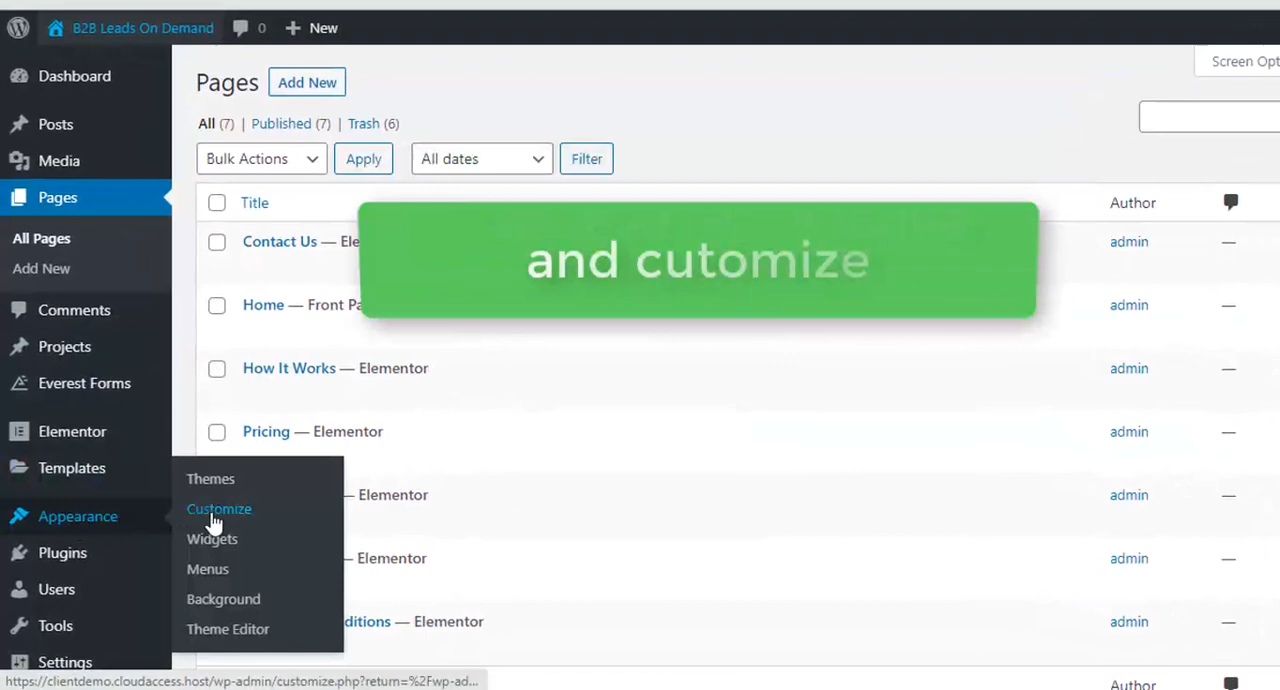 B2B Leads On Demand 0 New
Screen Opt
Dashboard
Posts
Media
Pages
All Pages
Add New
Comments
Projects
Everest Forms
Elementor
Templates
Appearance
Plugins
Users
Tools
Settings
Themes
Customize
Widgets
Menus
Background
Theme Editor
Pages Add New
All (7) | Published (7) | Trash (6)
Bulk Actions Apply All dates Filter
Title Author
and cutomize
Contact Us — Ele admin —
Home — Front Pa admin —
How It Works — Elementor admin —
Pricing — Elementor admin —
— Elementor admin —
— Elementor admin —
ditions — Elementor admin —
Author
https://clientdemo.cloudaccess.host/wp-admin/customize.php?return=%2Fwp-ad...